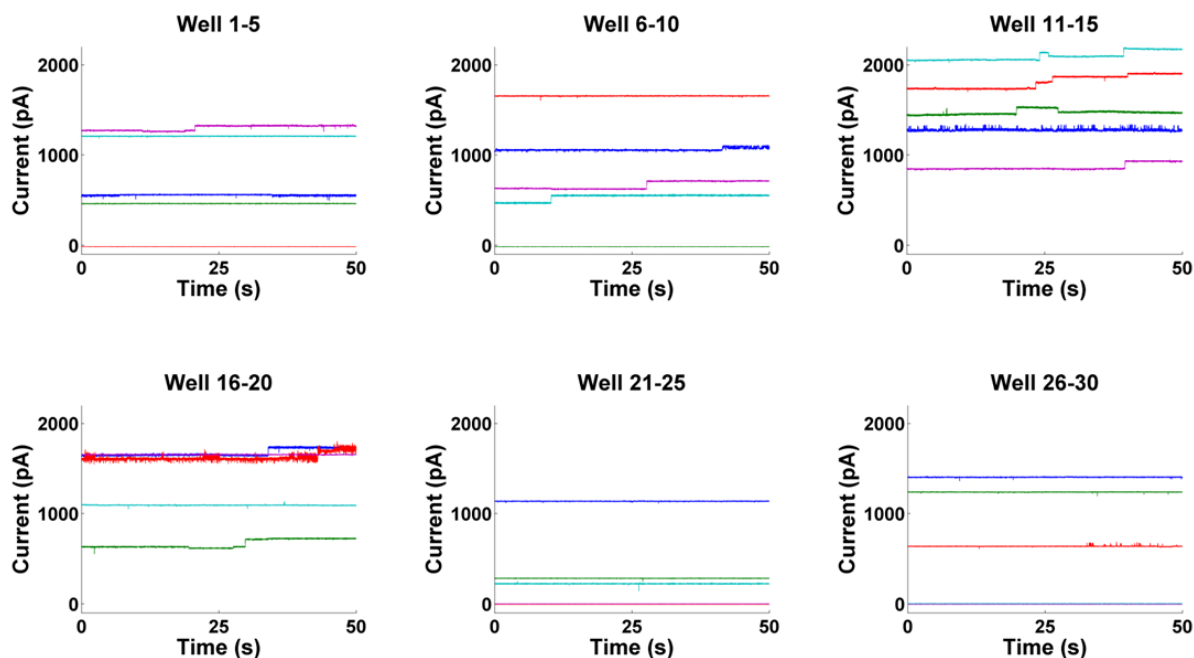 Well 1-5
Well 6-10
Well 11-15
Current (pA)
2000
1000
0
0
25
50
Time (s)
Current (pA)
2000
1000
0
0
25
50
Time (s)
Current (pA)
2000
1000
0
0
25
50
Time (s)
Well 16-20
Well 21-25
Well 26-30
Current (pA)
2000
1000
0
0
25
50
Time (s)
Current (pA)
2000
1000
0
0
25
50
Time (s)
Current (pA)
2000
1000
0
0
25
50
Time (s)